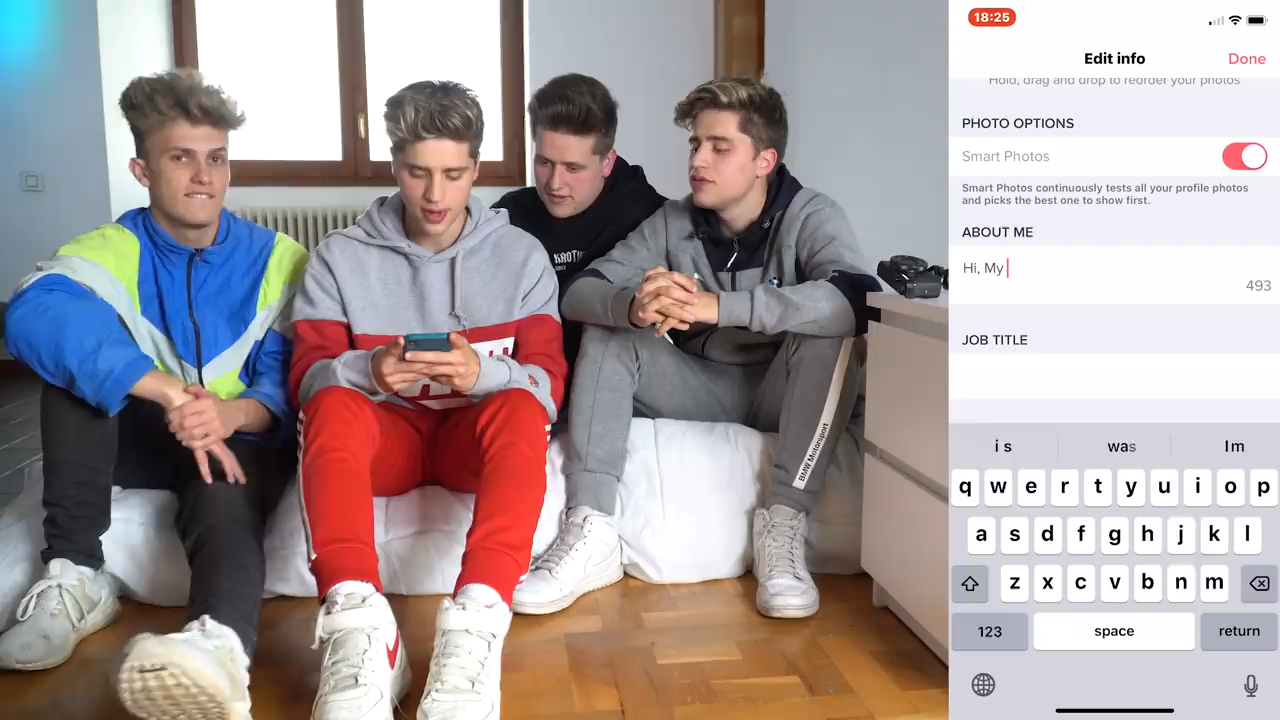 18:25
Edit info
Done
Hold, drag and drop to reorder your photos
PHOTO OPTIONS
Smart Photos
Smart Photos continuously tests all your profile photos
and picks the best one to show first.
ABOUT ME
Hi, My
493
JOB TITLE
is was Im
q w e r t y u i o p
a s d f g h j k l
z x c v b n m
123 space return
BMW Motorsport